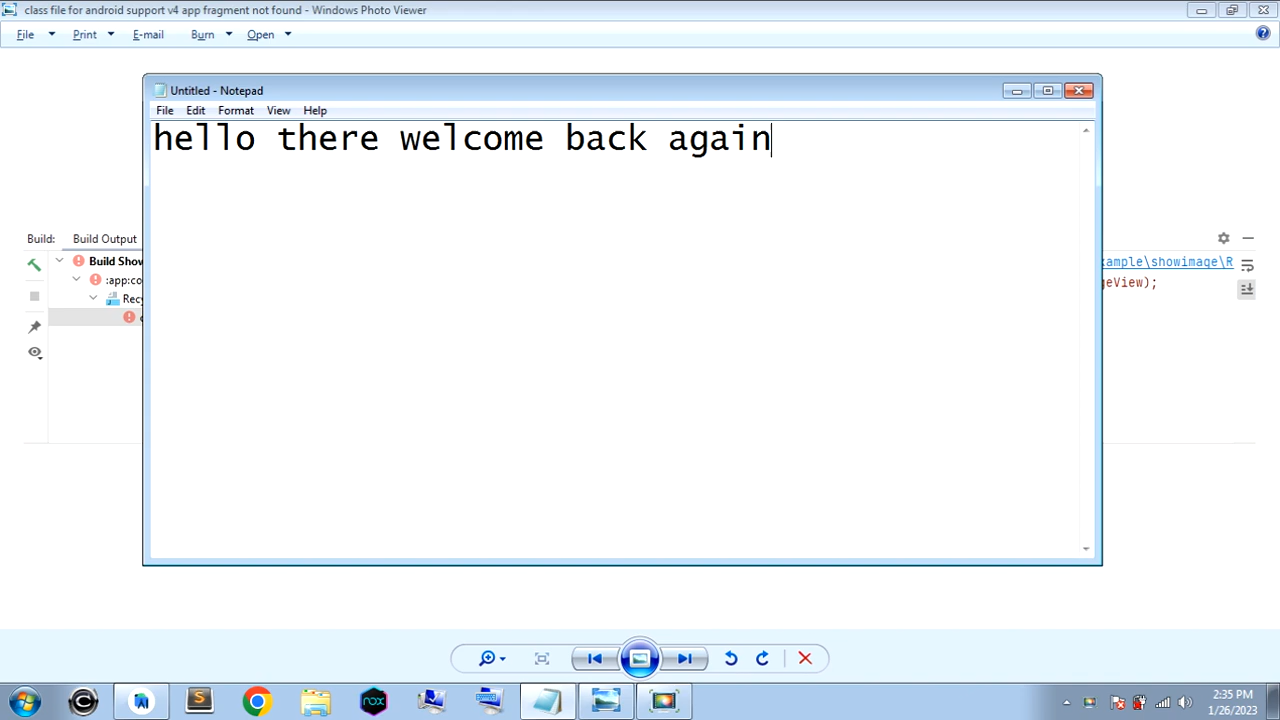 class file for android support v4 app fragment not found - Windows Photo Viewer
File Print E-mail Burn Open
Untitled - Notepad
File Edit Format View Help
hello there welcome back again
Build: Build Output
Build Show
ample\showimage\R
:app:co
geView);
Recy
S
nox
2:35 PM
1/26/2023